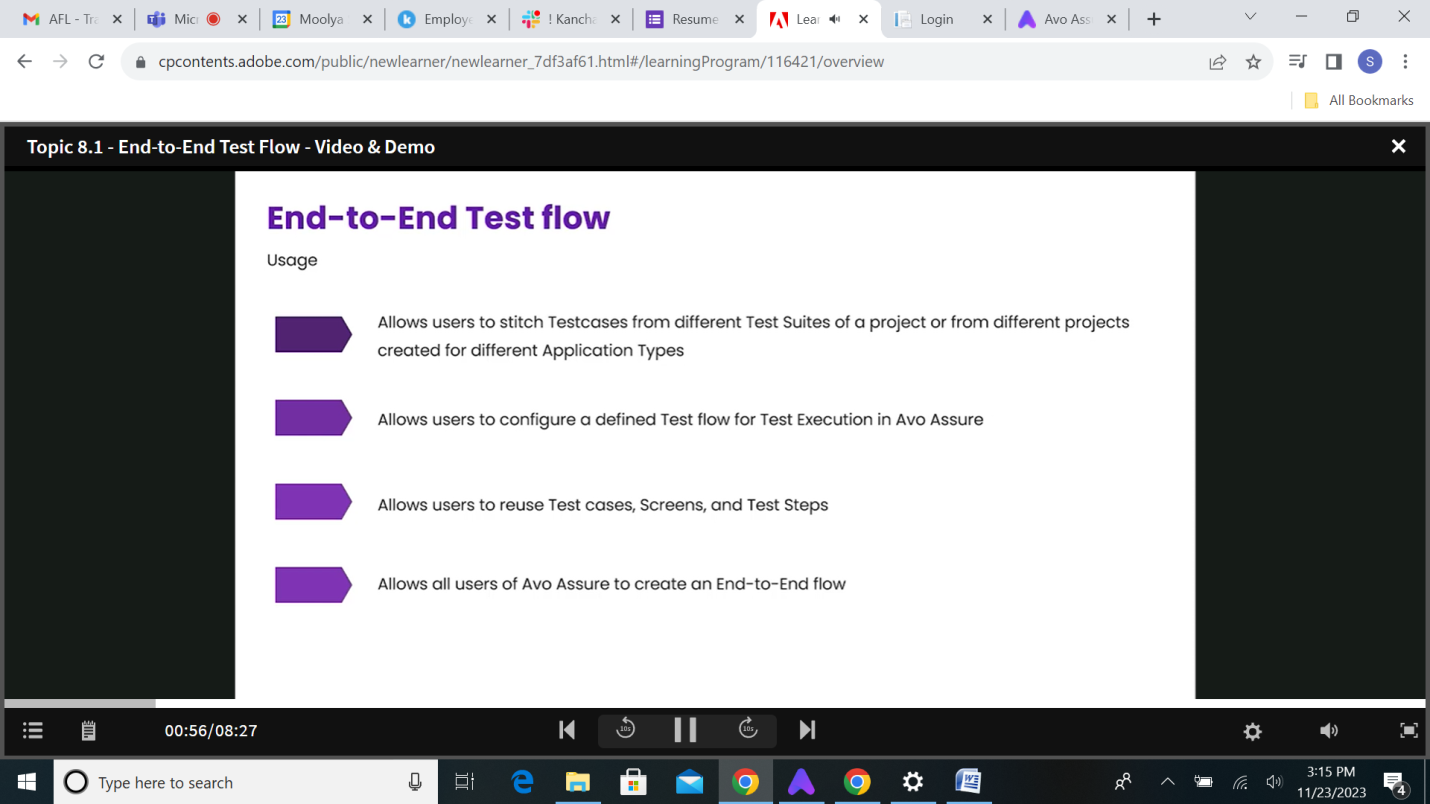 AFL - Tra
Mic
23 Moolya
k Employe
! Kancha
Resume
Lear
Login
Avo Ass
cpcontents.adobe.com/public/newlearner/newlearner_7df3af61.html#/learningProgram/116421/overview
S
All Bookmarks
Topic 8.1 - End-to-End Test Flow - Video & Demo
End-to-End Test flow
Usage
Allows users to stitch Testcases from different Test Suites of a project or from different projects
created for different Application Types
Allows users to configure a defined Test flow for Test Execution in Avo Assure
Allows users to reuse Test cases, Screens, and Test Steps
Allows all users of Avo Assure to create an End-to-End flow
00:56/08:27
10s
10s
Type here to search
3:15 PM
11/23/2023
4